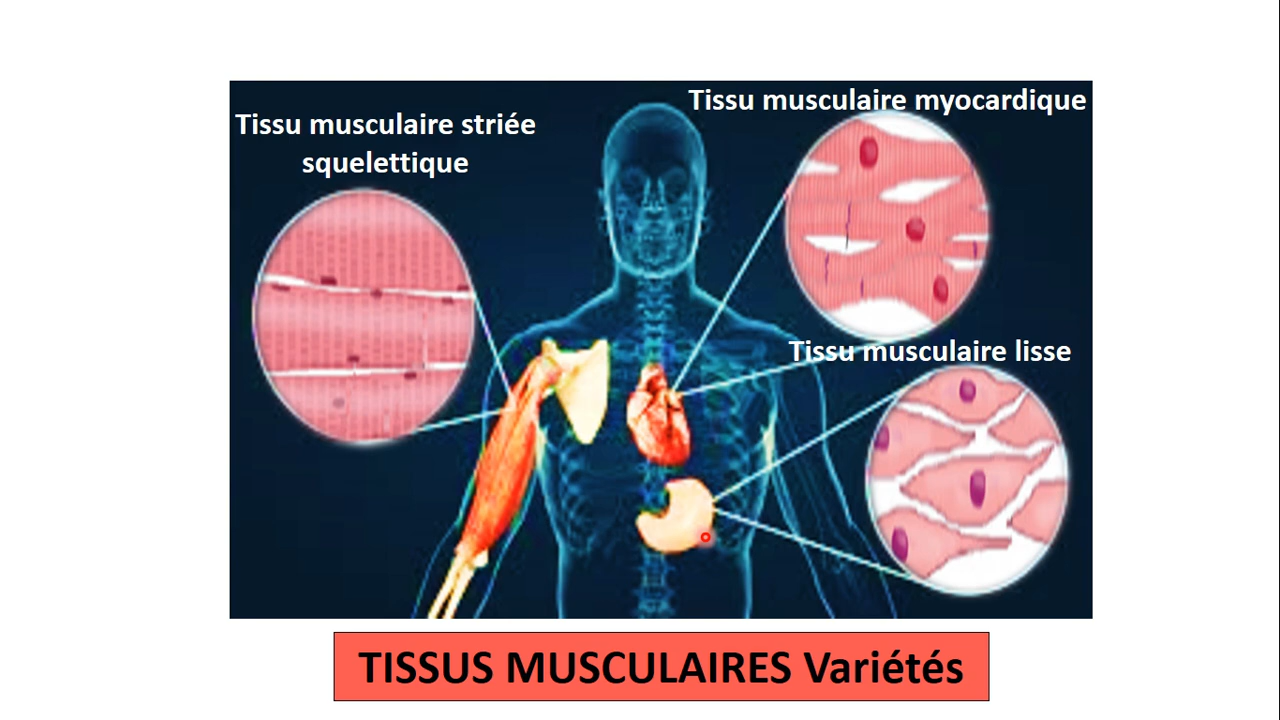 Tissu musculaire striée
squelettique
Tissu musculaire myocardique
Tissu musculaire lisse
TISSUS MUSCULAIRES Variétés